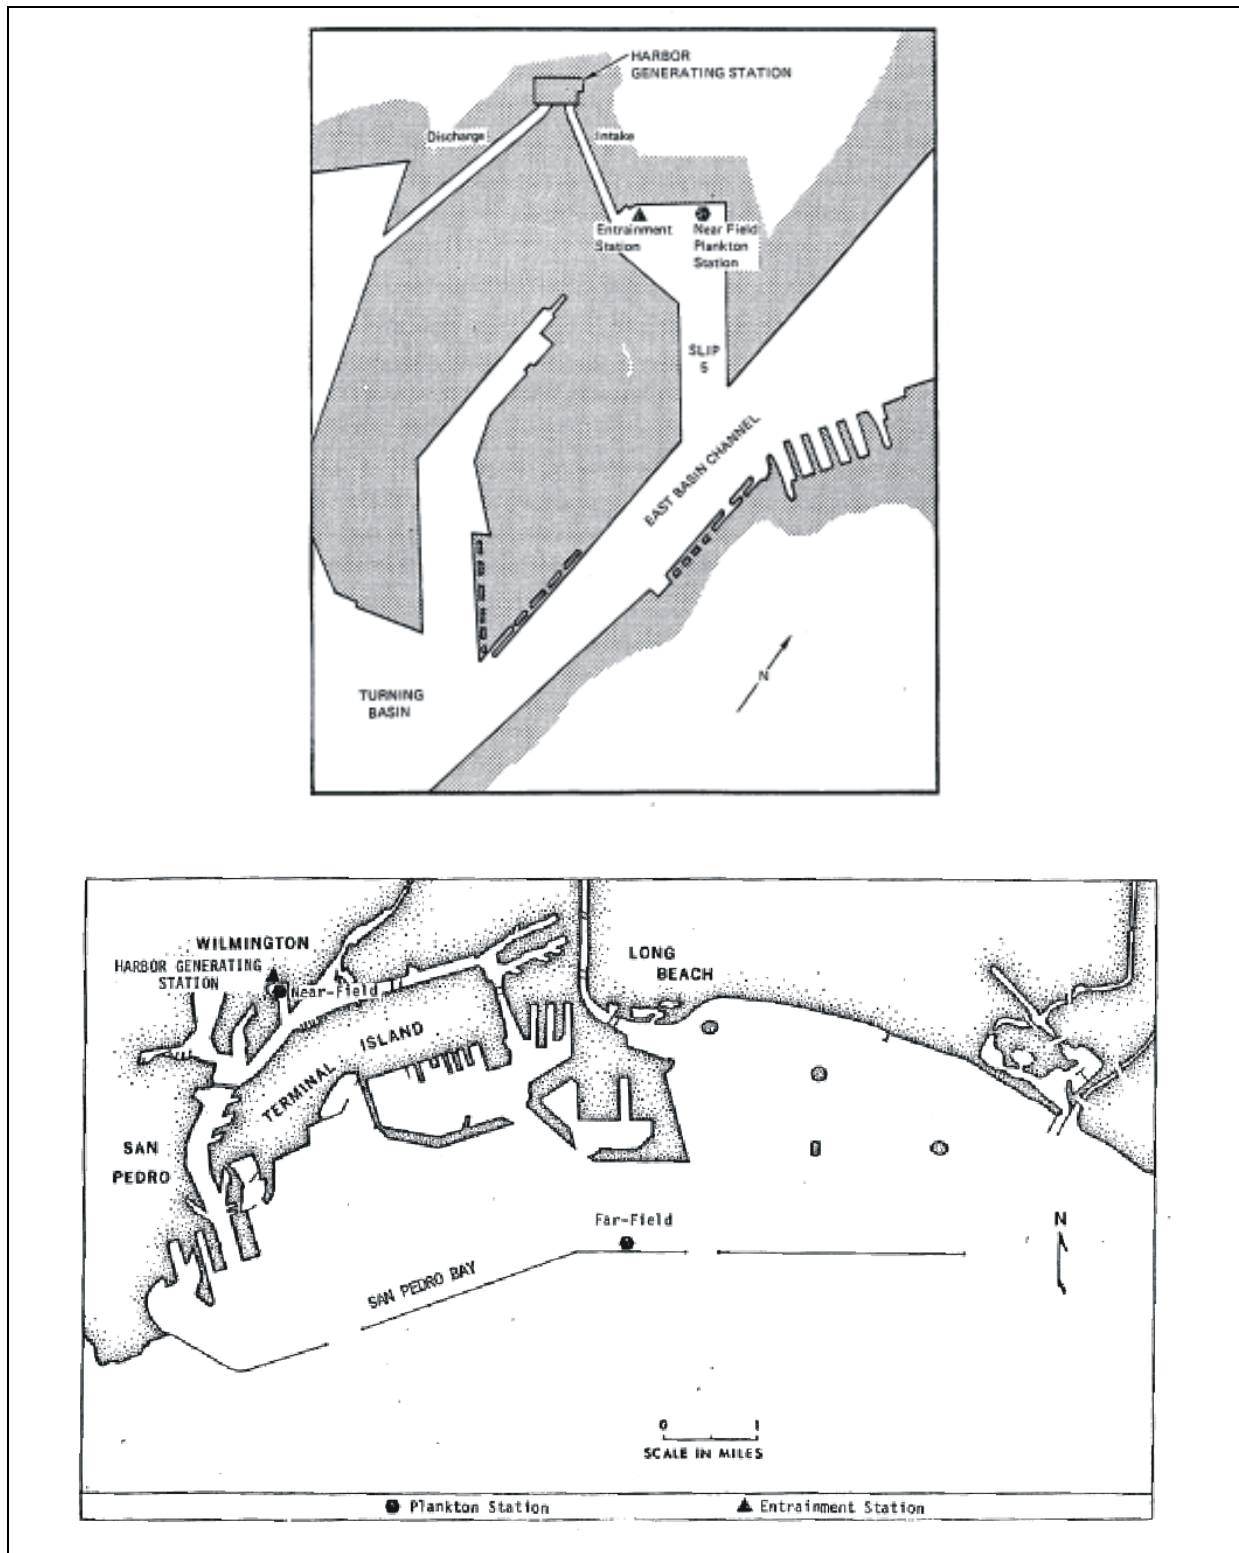 HARBOR
GENERATING STATION
Discharge
Intake
Entrainment
Station
Near Field
Plankton
Station
SLIP
5
EAST BASIN CHANNEL
N
TURNING
BASIN
WILMINGTON
HARBOR GENERATING
STATION
Near-Field
LONG
BEACH
TERMINAL ISLAND
SAN
PEDRO
Far-Field
N
SAN PEDRO BAY
0 1
SCALE IN MILES
Plankton Station
Entrainment Station